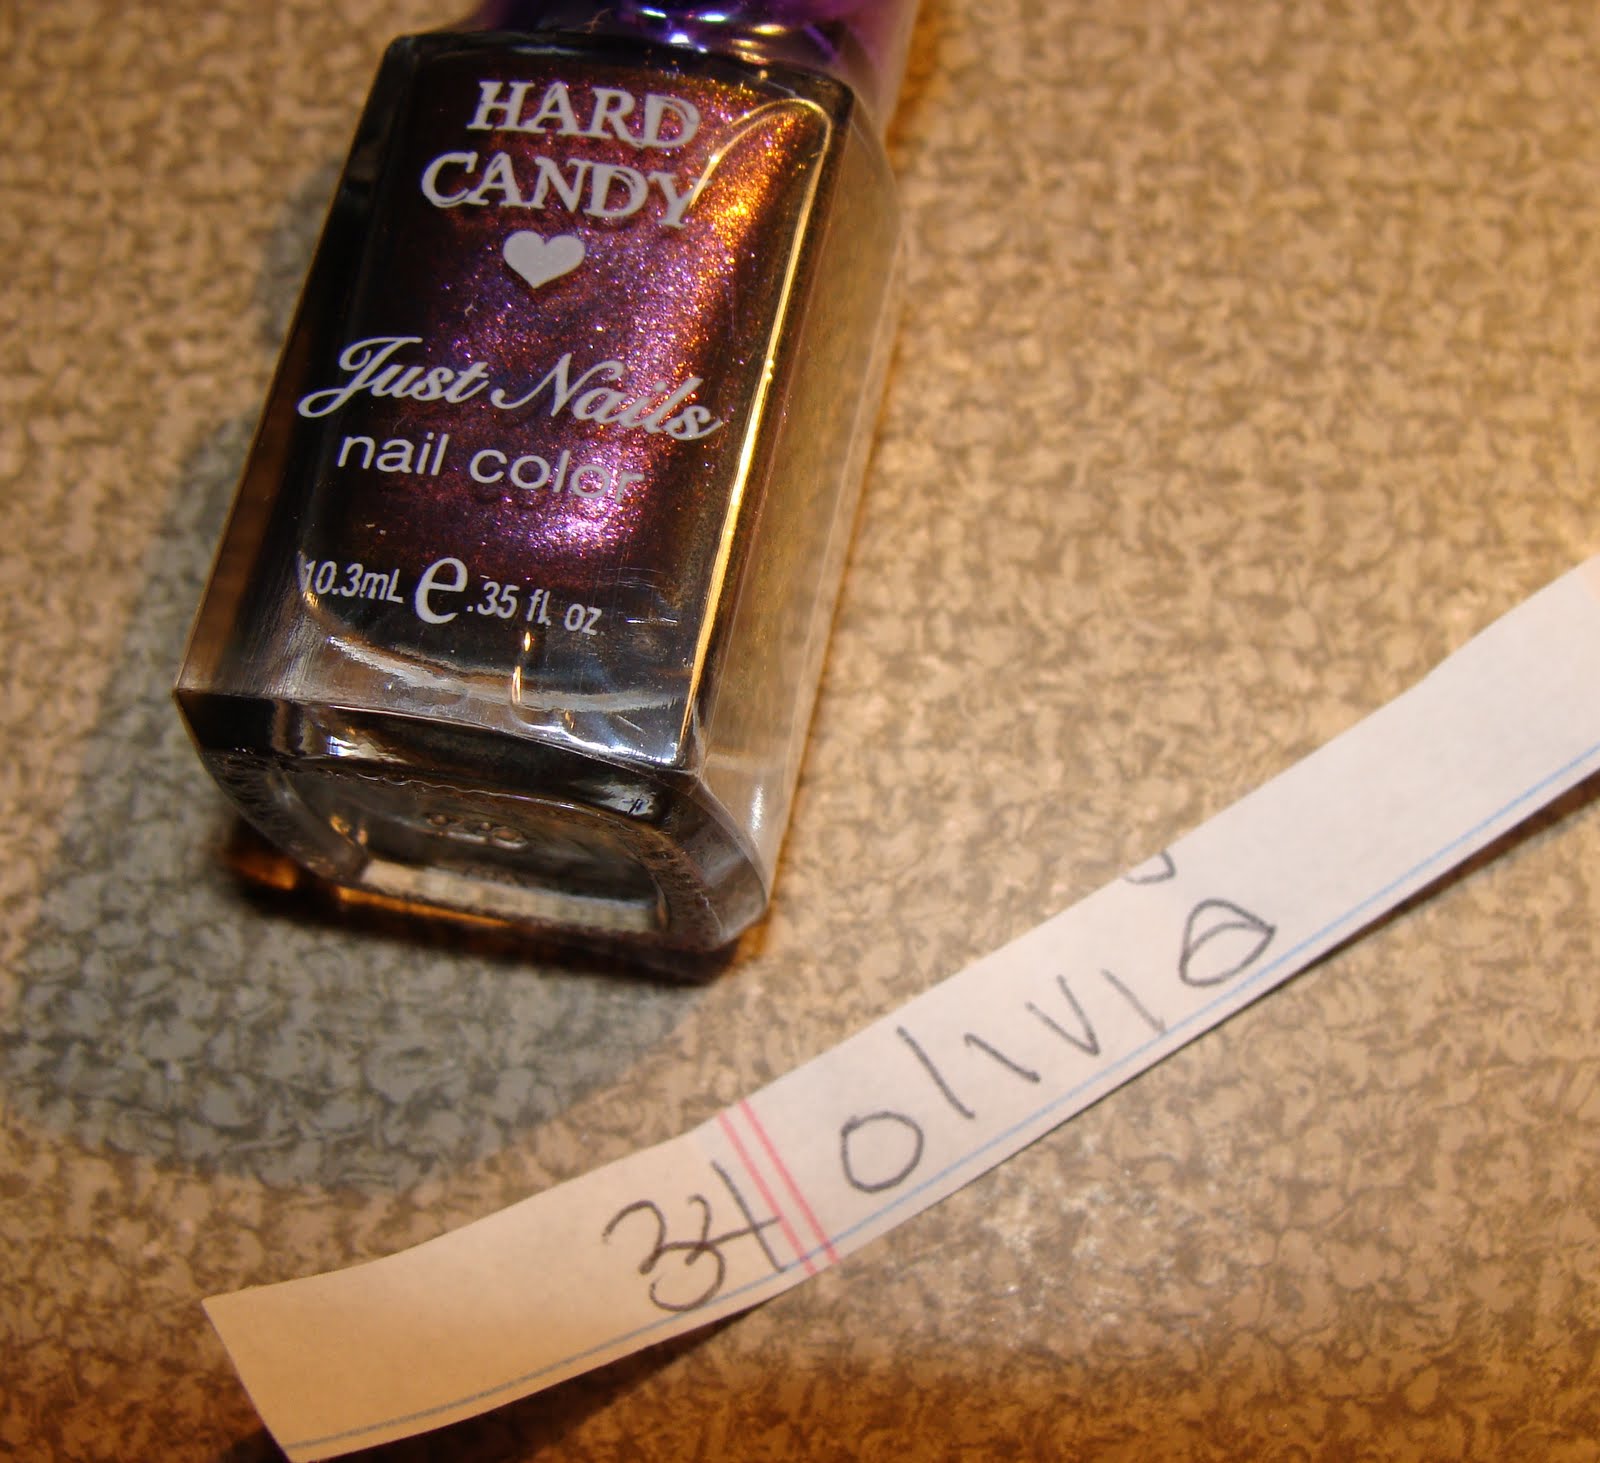 HARD
CANDY
Just Nails
nail color
10.3mL e .35 fl. oz.
34 Olivia